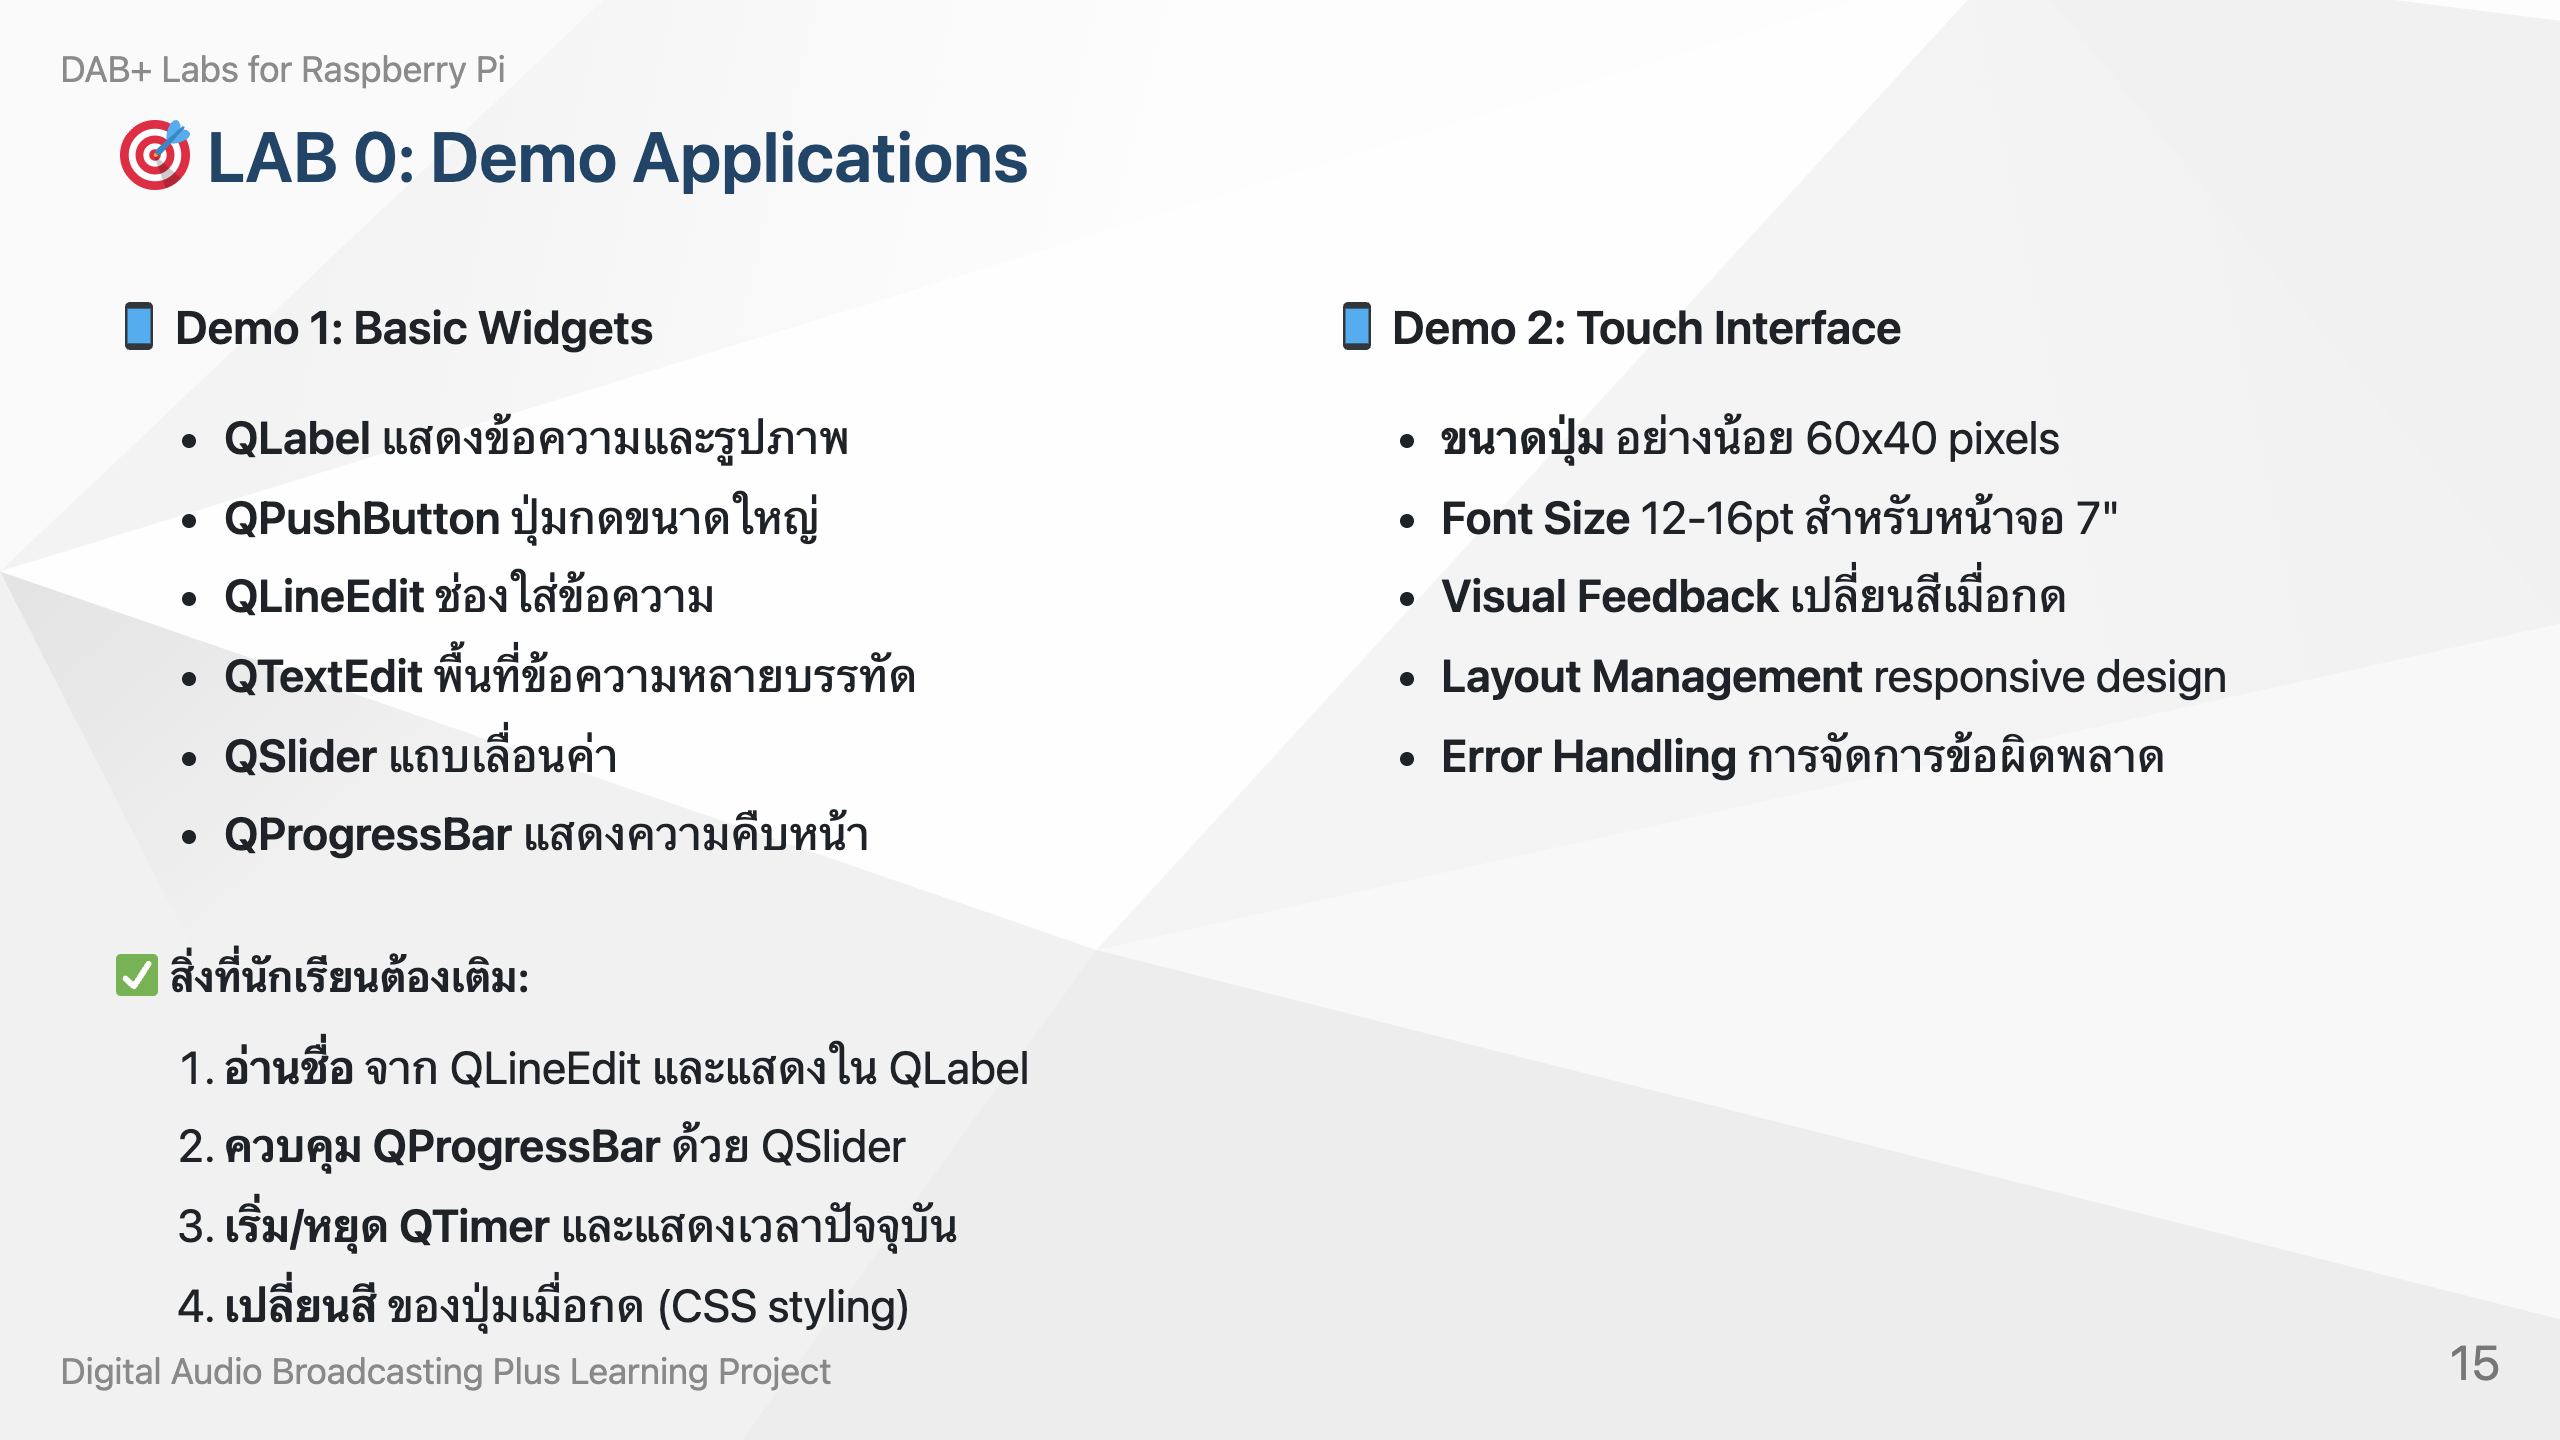 DAB+ Labs for Raspberry Pi
🎯 LAB 0: Demo Applications
📱 Demo 1: Basic Widgets
• QLabel แสดงข้อความและรูปภาพ
• QPushButton ปุ่มกดขนาดใหญ่
• QLineEdit ช่องใส่ข้อความ
• QTextEdit พื้นที่ข้อความหลายบรรทัด
• QSlider แถบเลื่อนค่า
• QProgressBar แสดงความคืบหน้า
📱 Demo 2: Touch Interface
• ขนาดปุ่ม อย่างน้อย 60x40 pixels
• Font Size 12-16pt สำหรับหน้าจอ 7"
• Visual Feedback เปลี่ยนสีเมื่อกด
• Layout Management responsive design
• Error Handling การจัดการข้อผิดพลาด
✅ สิ่งที่นักเรียนต้องเติม:
1. อ่านชื่อ จาก QLineEdit และแสดงใน QLabel
2. ควบคุม QProgressBar ด้วย QSlider
3. เริ่ม/หยุด QTimer และแสดงเวลาปัจจุบัน
4. เปลี่ยนสี ของปุ่มเมื่อกด (CSS styling)
Digital Audio Broadcasting Plus Learning Project
15